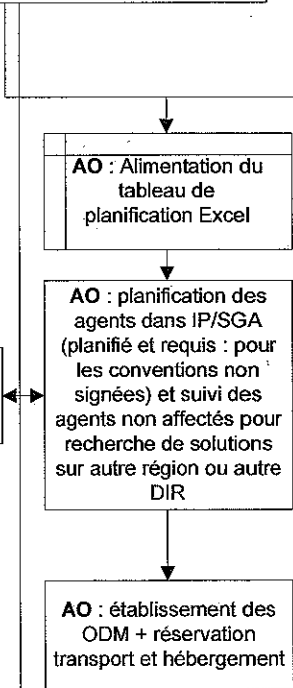 AO : Alimentation du
tableau de
planification Excel
AO : planification des
agents dans IP/SGA
(planifié et requis : pour
les conventions non
signées) et suivi des
agents non affectés pour
recherche de solutions
sur autre région ou autre
DIR
AO : établissement des
ODM + réservation
transport et hébergement